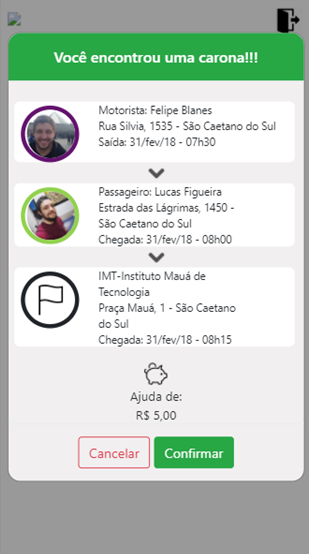 Você encontrou uma carona!!!
Motorista: Felipe Blanes
Rua Silvia, 1535 - São Caetano do Sul
Saída: 31/fev/18 - 07h30
Passageiro: Lucas Figueira
Estrada das Lágrimas, 1450 -
São Caetano do Sul
Chegada: 31/fev/18 - 08h00
IMT-Instituto Mauá de
Tecnologia
Praça Mauá, 1 - São Caetano
do Sul
Chegada: 31/fev/18 - 08h15
Ajuda de:
R$ 5,00
Cancelar
Confirmar